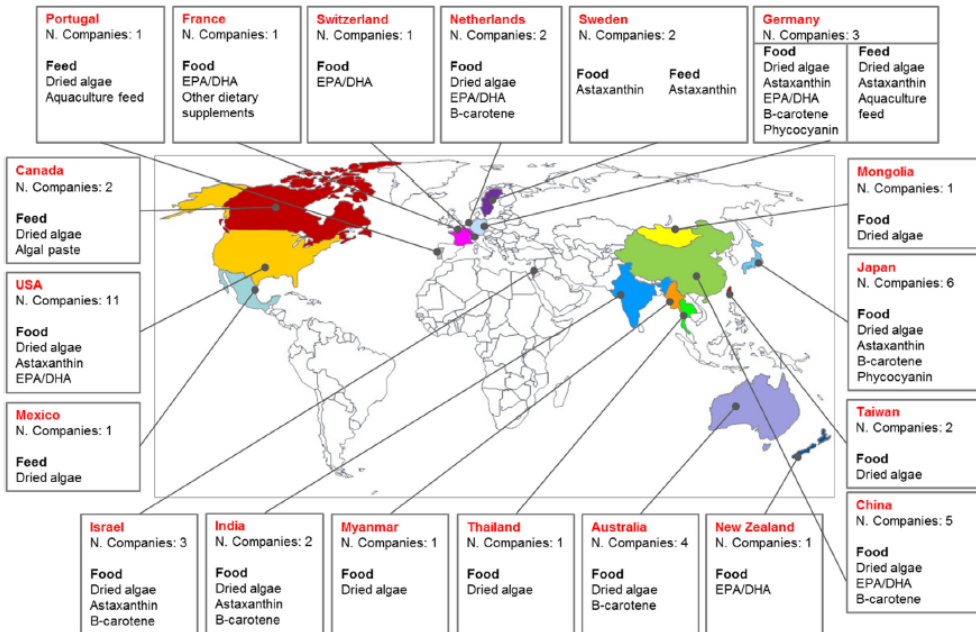 Portugal
N. Companies: 1
Feed
Dried algae
Aquaculture feed
France
N. Companies: 1
Food
EPA/DHA
Other dietary
supplements
Switzerland
N. Companies: 1
Food
EPA/DHA
Netherlands
N. Companies: 2
Food
Dried algae
EPA/DHA
B-carotene
Sweden
N. Companies: 2
Food
Astaxanthin
Feed
Astaxanthin
Germany
N. Companies: 3
Food
Dried algae
Astaxanthin
EPA/DHA
B-carotene
Phycocyanin
Feed
Dried algae
Astaxanthin
Aquaculture
feed
Canada
N. Companies: 2
Feed
Dried algae
Algal paste
USA
N. Companies: 11
Food
Dried algae
Astaxanthin
EPA/DHA
Mexico
N. Companies: 1
Feed
Dried algae
Mongolia
N. Companies: 1
Food
Dried algae
Japan
N. Companies: 6
Food
Dried algae
Astaxanthin
B-carotene
Phycocyanin
Taiwan
N. Companies: 2
Food
Dried algae
China
N. Companies: 5
Food
Dried algae
EPA/DHA
B-carotene
Israel
N. Companies: 3
Food
Dried algae
Astaxanthin
B-carotene
India
N. Companies: 2
Food
Dried algae
Astaxanthin
B-carotene
Myanmar
N. Companies: 1
Food
Dried algae
Thailand
N. Companies: 1
Food
Dried algae
Australia
N. Companies: 4
Food
Dried algae
B-carotene
New Zealand
N. Companies: 1
Food
EPA/DHA